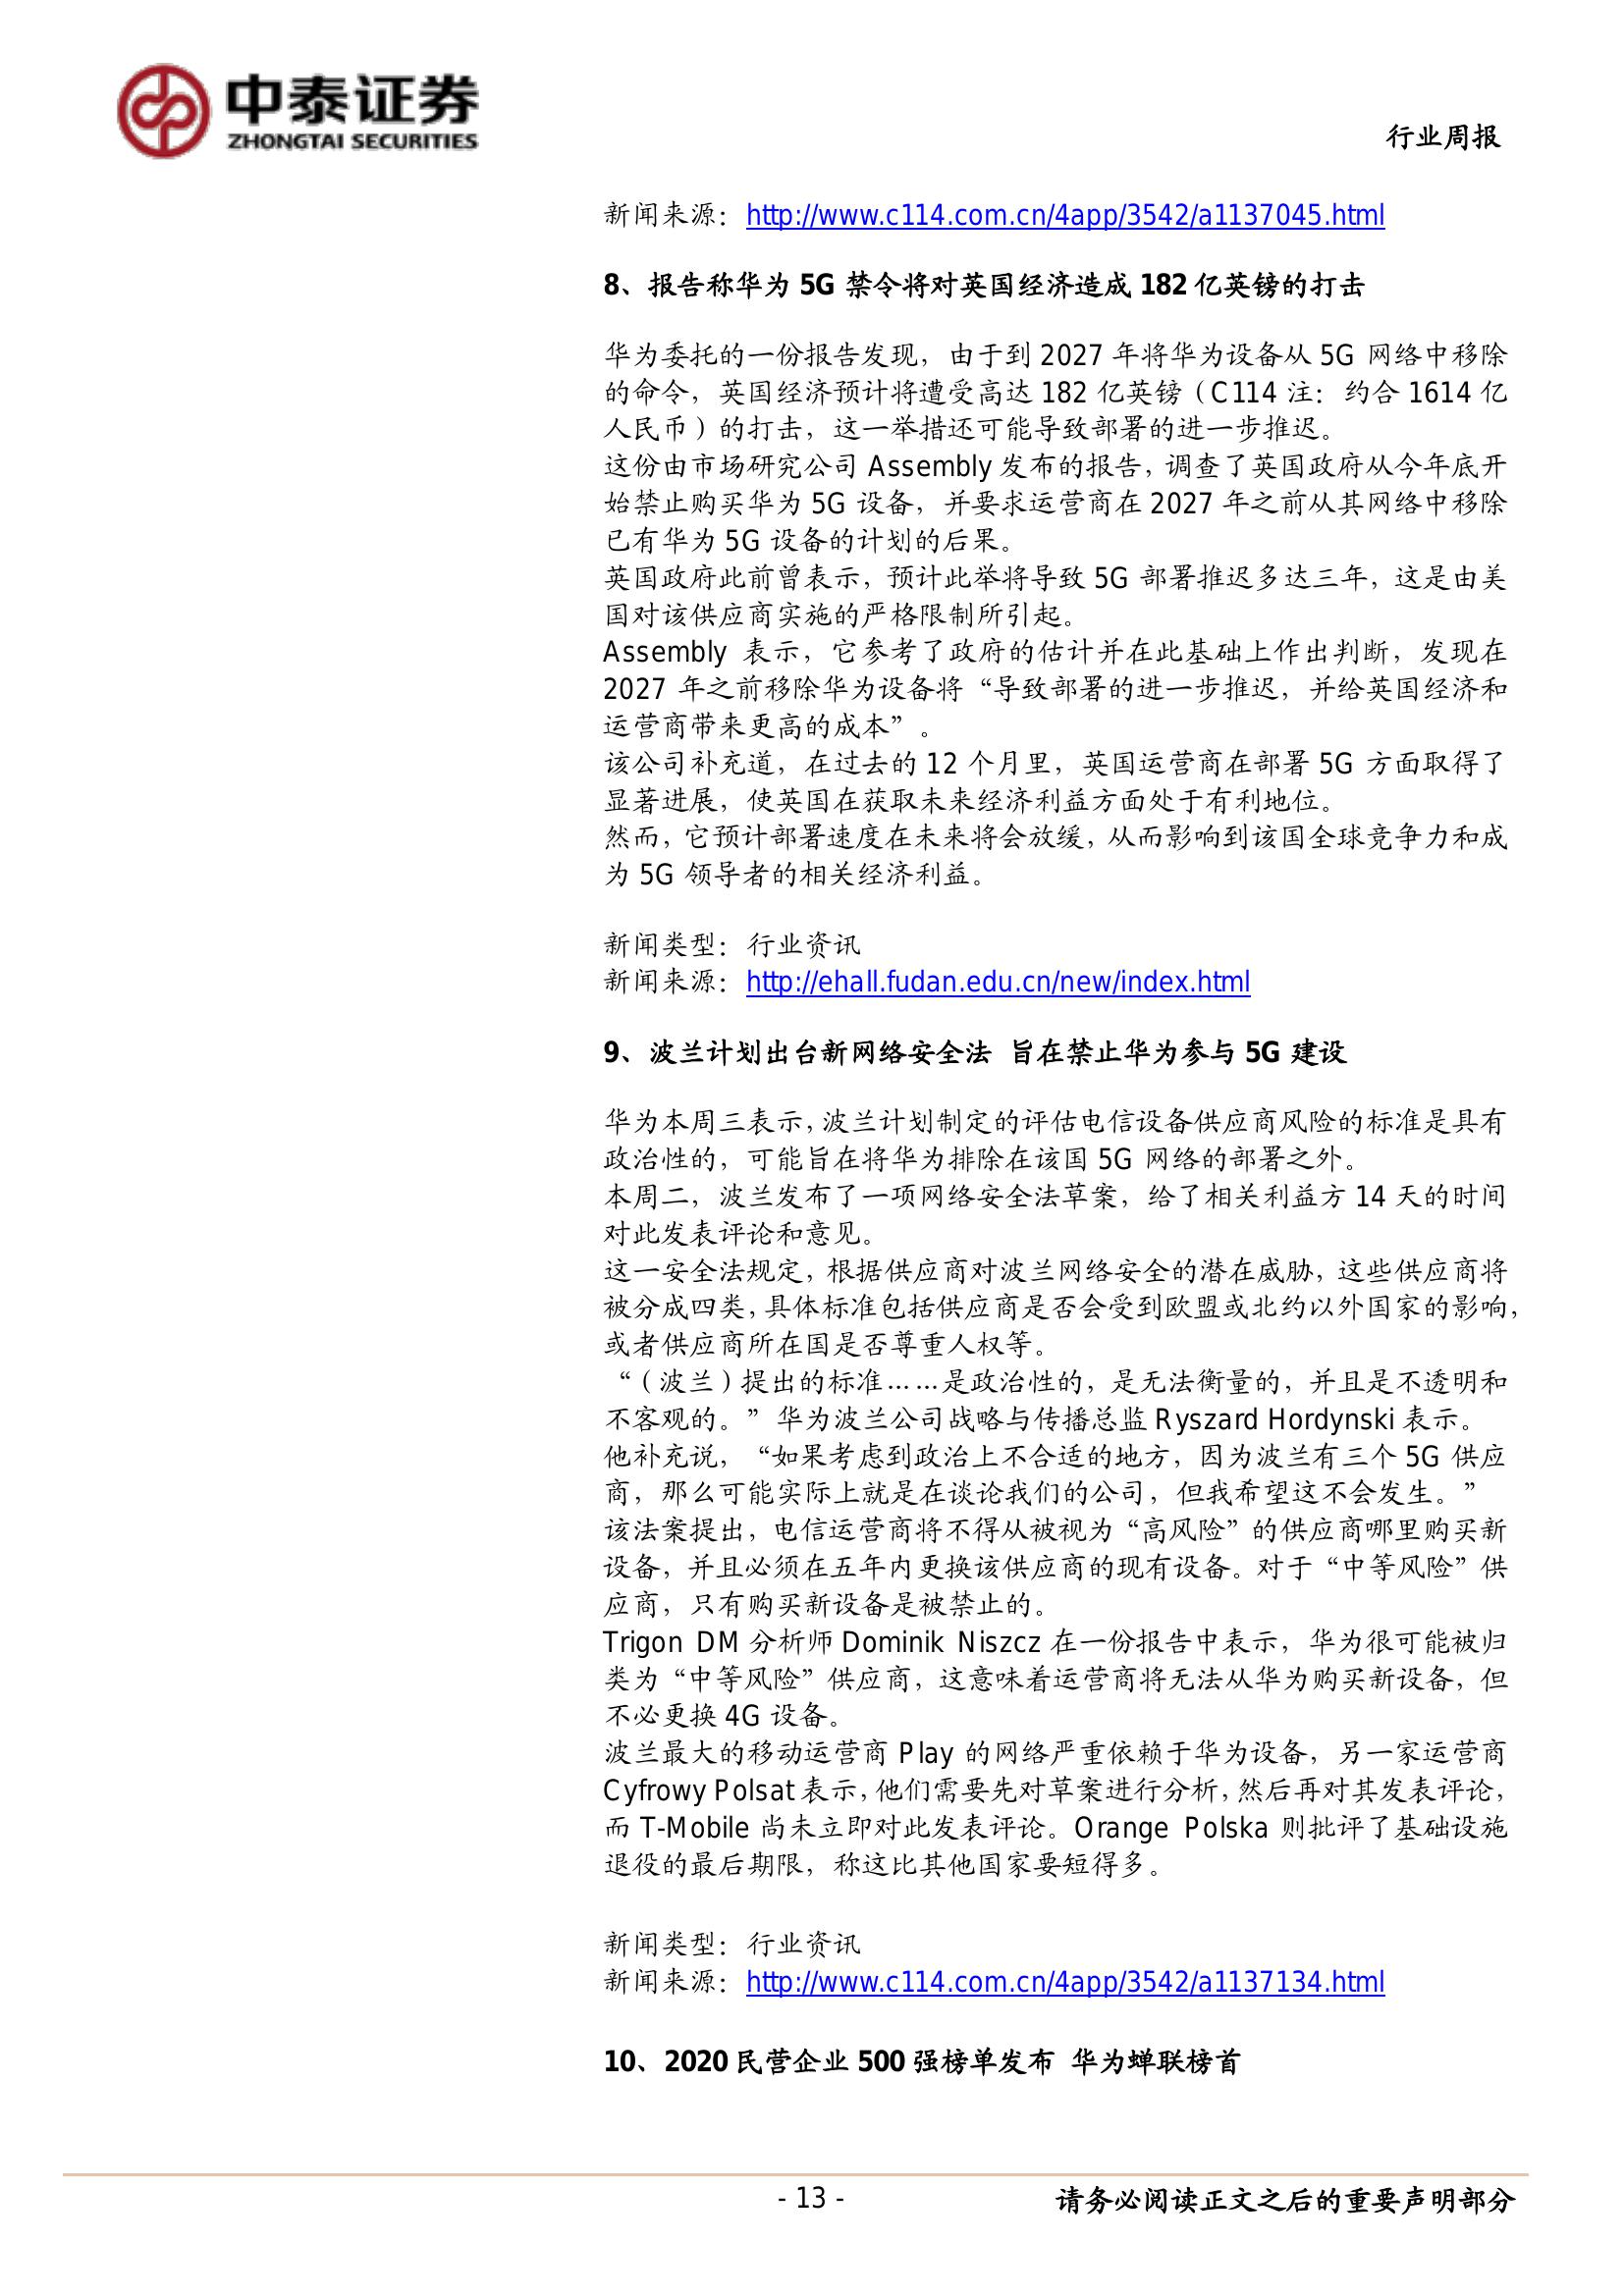 中泰证券
ZHONGTAI SECURITIES
行业周报
新闻来源：http://www.c114.com.cn/4app/3542/a1137045.html
8、报告称华为 5G 禁令将对英国经济造成 182 亿英镑的打击
华为委托的一份报告发现，由于到 2027 年将华为设备从 5G 网络中移除
的命令，英国经济预计将遭受高达 182 亿英镑（C114 注：约合 1614 亿
人民币）的打击，这一举措还可能导致部署的进一步推迟。
这份由市场研究公司 Assembly 发布的报告，调查了英国政府从今年底开
始禁止购买华为 5G 设备，并要求运营商在 2027 年之前从其网络中移除
已有华为 5G 设备的计划的后果。
英国政府此前曾表示，预计此举将导致 5G 部署推迟多达三年，这是由美
国对该供应商实施的严格限制所引起。
Assembly 表示，它参考了政府的估计并在此基础上作出判断，发现在
2027 年之前移除华为设备将“导致部署的进一步推迟，并给英国经济和
运营商带来更高的成本”。
该公司补充道，在过去的 12 个月里，英国运营商在部署 5G 方面取得了
显著进展，使英国在获取未来经济利益方面处于有利地位。
然而，它预计部署速度在未来将会放缓，从而影响到该国全球竞争力和成
为 5G 领导者的相关经济利益。
新闻类型：行业资讯
新闻来源：http://ehall.fudan.edu.cn/new/index.html
9、波兰计划出台新网络安全法 旨在禁止华为参与 5G 建设
华为本周三表示，波兰计划制定的评估电信设备供应商风险的标准是具有
政治性的，可能旨在将华为排除在该国 5G 网络的部署之外。
本周二，波兰发布了一项网络安全法草案，给了相关利益方 14 天的时间
对此发表评论和意见。
这一安全法规定，根据供应商对波兰网络安全的潜在威胁，这些供应商将
被分成四类，具体标准包括供应商是否会受到欧盟或北约以外国家的影响，
或者供应商所在国是否尊重人权等。
“（波兰）提出的标准……是政治性的，是无法衡量的，并且是不透明和
不客观的。”华为波兰公司战略与传播总监 Ryszard Hordynski 表示。
他补充说，“如果考虑到政治上不合适的地方，因为波兰有三个 5G 供应
商，那么可能实际上就是在谈论我们的公司，但我希望这不会发生。”
该法案提出，电信运营商将不得从被视为“高风险”的供应商哪里购买新
设备，并且必须在五年内更换该供应商的现有设备。对于“中等风险”供
应商，只有购买新设备是被禁止的。
Trigon DM 分析师 Dominik Niszcz 在一份报告中表示，华为很可能被归
类为“中等风险”供应商，这意味着运营商将无法从华为购买新设备，但
不必更换 4G 设备。
波兰最大的移动运营商 Play 的网络严重依赖于华为设备，另一家运营商
Cyfrowy Polsat 表示，他们需要先对草案进行分析，然后再对其发表评论，
而 T-Mobile 尚未立即对此发表评论。Orange Polska 则批评了基础设施
退役的最后期限，称这比其他国家要短得多。
新闻类型：行业资讯
新闻来源：http://www.c114.com.cn/4app/3542/a1137134.html
10、2020 民营企业 500 强榜单发布 华为蝉联榜首
- 13 -
请务必阅读正文之后的重要声明部分